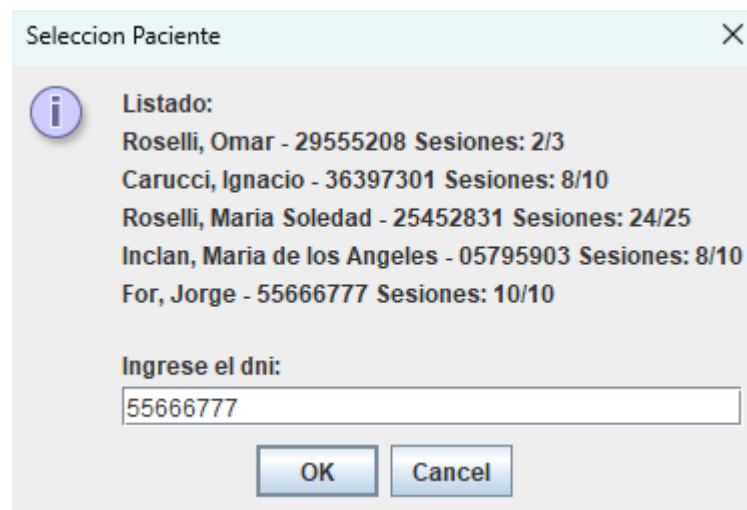 Seleccion Paciente
Listado:
Roselli, Omar - 29555208 Sesiones: 2/3
Carucci, Ignacio - 36397301 Sesiones: 8/10
Roselli, Maria Soledad - 25452831 Sesiones: 24/25
Inclan, Maria de los Angeles - 05795903 Sesiones: 8/10
For, Jorge - 55666777 Sesiones: 10/10
Ingrese el dni:
55666777
OK Cancel